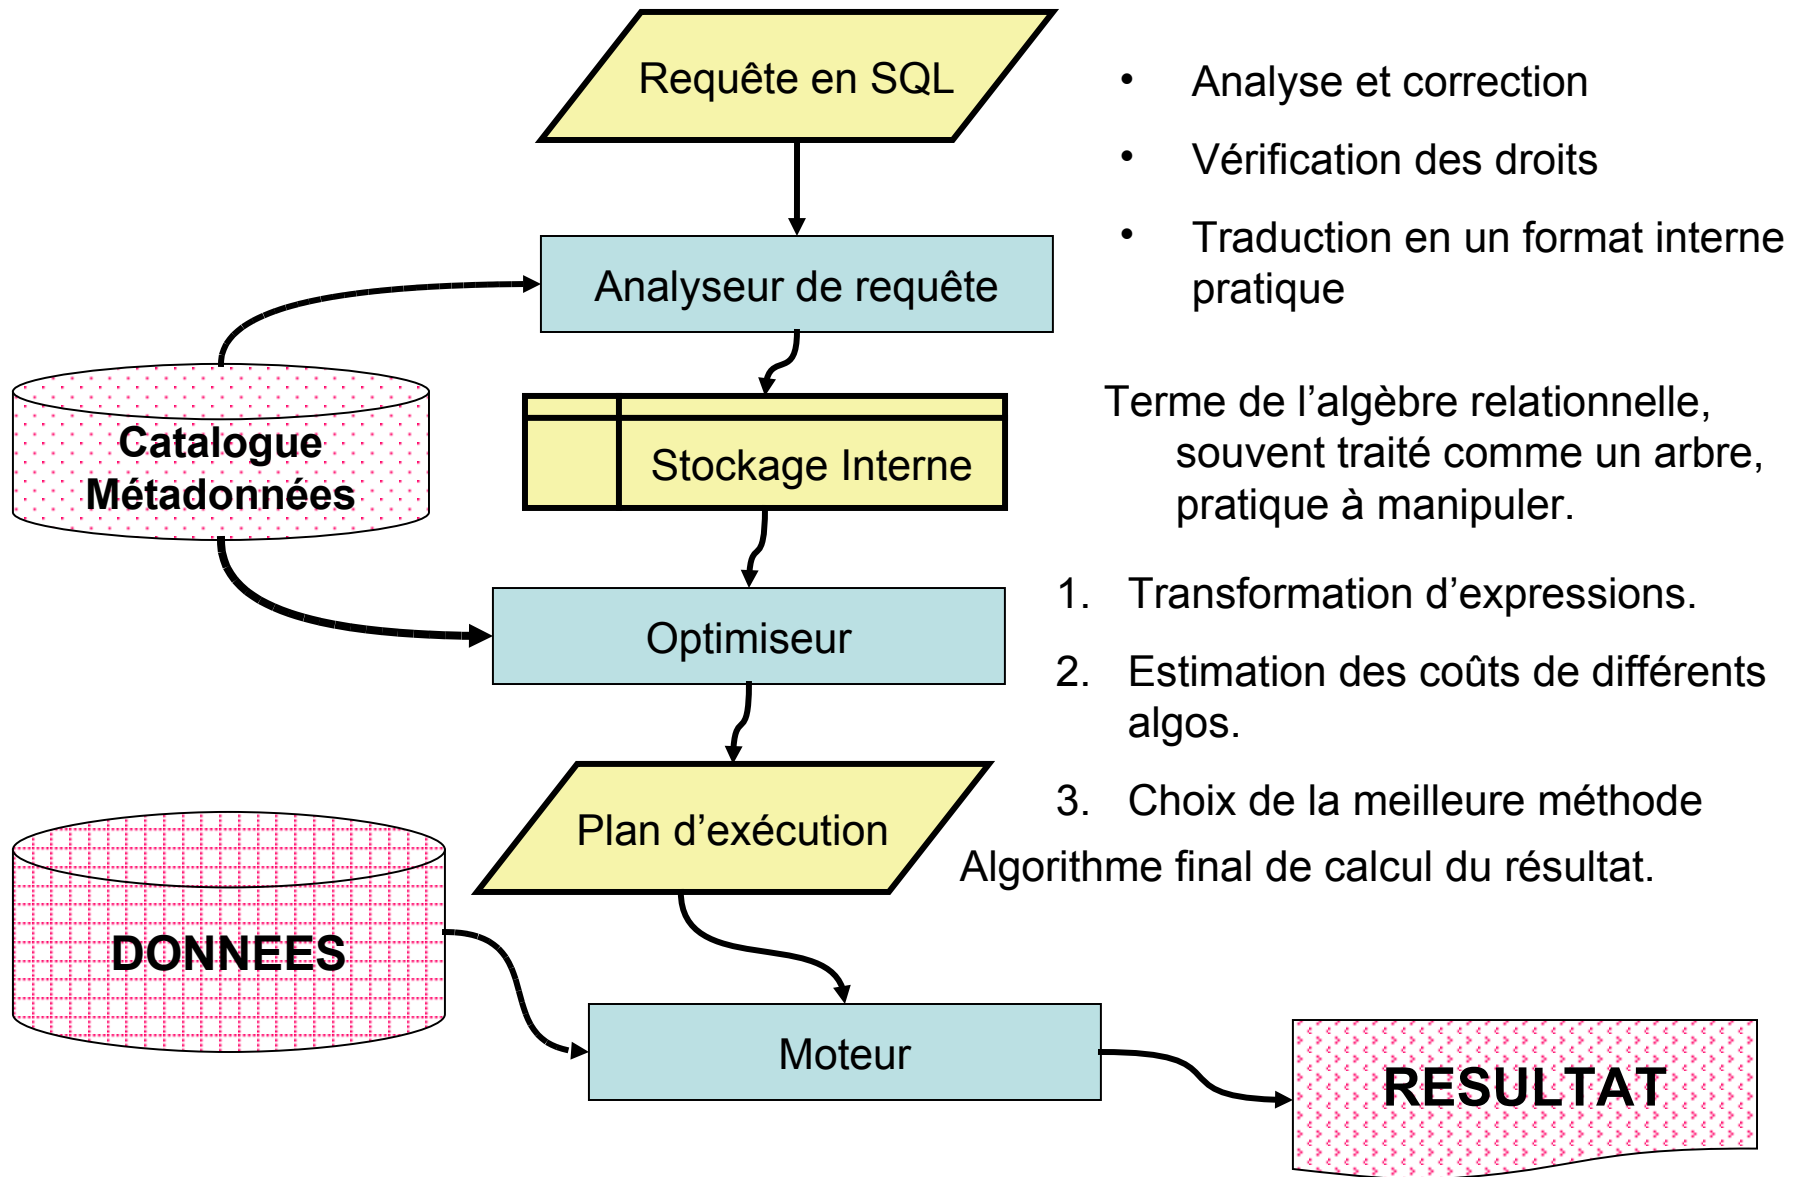 Requête en SQL
• Analyse et correction
• Vérification des droits
• Traduction en un format interne
pratique
Analyseur de requête
Catalogue
Métadonnées
Stockage Interne
Terme de l’algèbre relationnelle,
souvent traité comme un arbre,
pratique à manipuler.
Optimiseur
1. Transformation d’expressions.
2. Estimation des coûts de différents
algos.
3. Choix de la meilleure méthode
Plan d’exécution
Algorithme final de calcul du résultat.
DONNEES
Moteur
RESULTAT